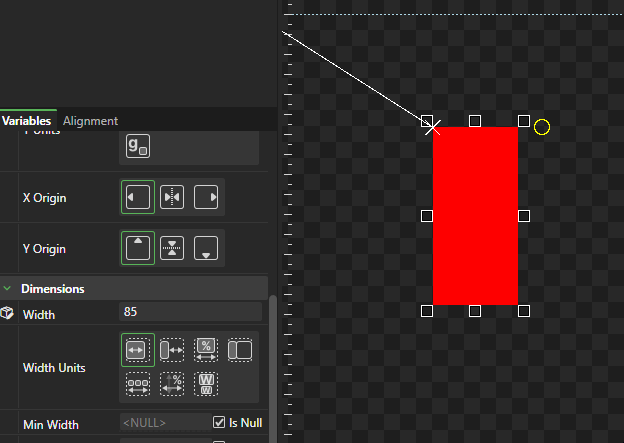 Variables Alignment
Y Units
g
X Origin
Y Origin
Dimensions
Width 85
Width Units
%
%
W
W
Min Width <NULL> Is Null